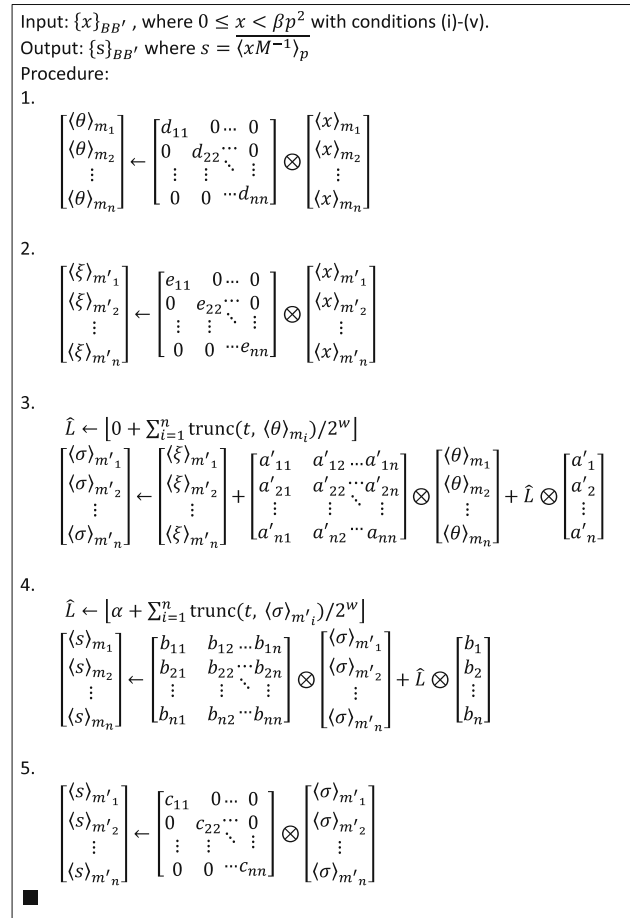 Input: {x}_{BB'} , where 0 ≤ x < βp² with conditions (i)-(v).
Output: {s}_{BB'} where s = \overline{⟨xM⁻¹⟩_p}
Procedure:
1.
[⟨θ⟩_{m_1} ⟨θ⟩_{m_2} ⋮ ⟨θ⟩_{m_n}] ← [d_{11} 0 ⋯ 0; 0 d_{22} ⋯ 0; ⋮ ⋮ ⋱ ⋮; 0 0 ⋯ d_{nn}] ⊗ [⟨x⟩_{m_1} ⟨x⟩_{m_2} ⋮ ⟨x⟩_{m_n}]
2.
[⟨ξ⟩_{m'_1} ⟨ξ⟩_{m'_2} ⋮ ⟨ξ⟩_{m'_n}] ← [e_{11} 0 ⋯ 0; 0 e_{22} ⋯ 0; ⋮ ⋮ ⋱ ⋮; 0 0 ⋯ e_{nn}] ⊗ [⟨x⟩_{m'_1} ⟨x⟩_{m'_2} ⋮ ⟨x⟩_{m'_n}]
3.
L̂ ← ⌊0 + ∑_{i=1}^{n} trunc(t, ⟨θ⟩_{m_i})/2^w⌋
[⟨σ⟩_{m'_1} ⟨σ⟩_{m'_2} ⋮ ⟨σ⟩_{m'_n}] ← [⟨ξ⟩_{m'_1} ⟨ξ⟩_{m'_2} ⋮ ⟨ξ⟩_{m'_n}] + [a'_{11} a'_{12} ... a'_{1n}; a'_{21} a'_{22} ⋯ a'_{2n}; ⋮ ⋮ ⋱ ⋮; a'_{n1} a'_{n2} ⋯ a_{nn}] ⊗ [⟨θ⟩_{m_1} ⟨θ⟩_{m_2} ⋮ ⟨θ⟩_{m_n}] + L̂ ⊗ [a'_1 a'_2 ⋮ a'_n]
4.
L̂ ← ⌊α + ∑_{i=1}^{n} trunc(t, ⟨σ⟩_{m'_i})/2^w⌋
[⟨s⟩_{m_1} ⟨s⟩_{m_2} ⋮ ⟨s⟩_{m_n}] ← [b_{11} b_{12} ... b_{1n}; b_{21} b_{22} ⋯ b_{2n}; ⋮ ⋮ ⋱ ⋮; b_{n1} b_{n2} ⋯ b_{nn}] ⊗ [⟨σ⟩_{m'_1} ⟨σ⟩_{m'_2} ⋮ ⟨σ⟩_{m'_n}] + L̂ ⊗ [b_1 b_2 ⋮ b_n]
5.
[⟨s⟩_{m'_1} ⟨s⟩_{m'_2} ⋮ ⟨s⟩_{m'_n}] ← [c_{11} 0 ⋯ 0; 0 c_{22} ⋯ 0; ⋮ ⋮ ⋱ ⋮; 0 0 ⋯ c_{nn}] ⊗ [⟨σ⟩_{m'_1} ⟨σ⟩_{m'_2} ⋮ ⟨σ⟩_{m'_n}]
■